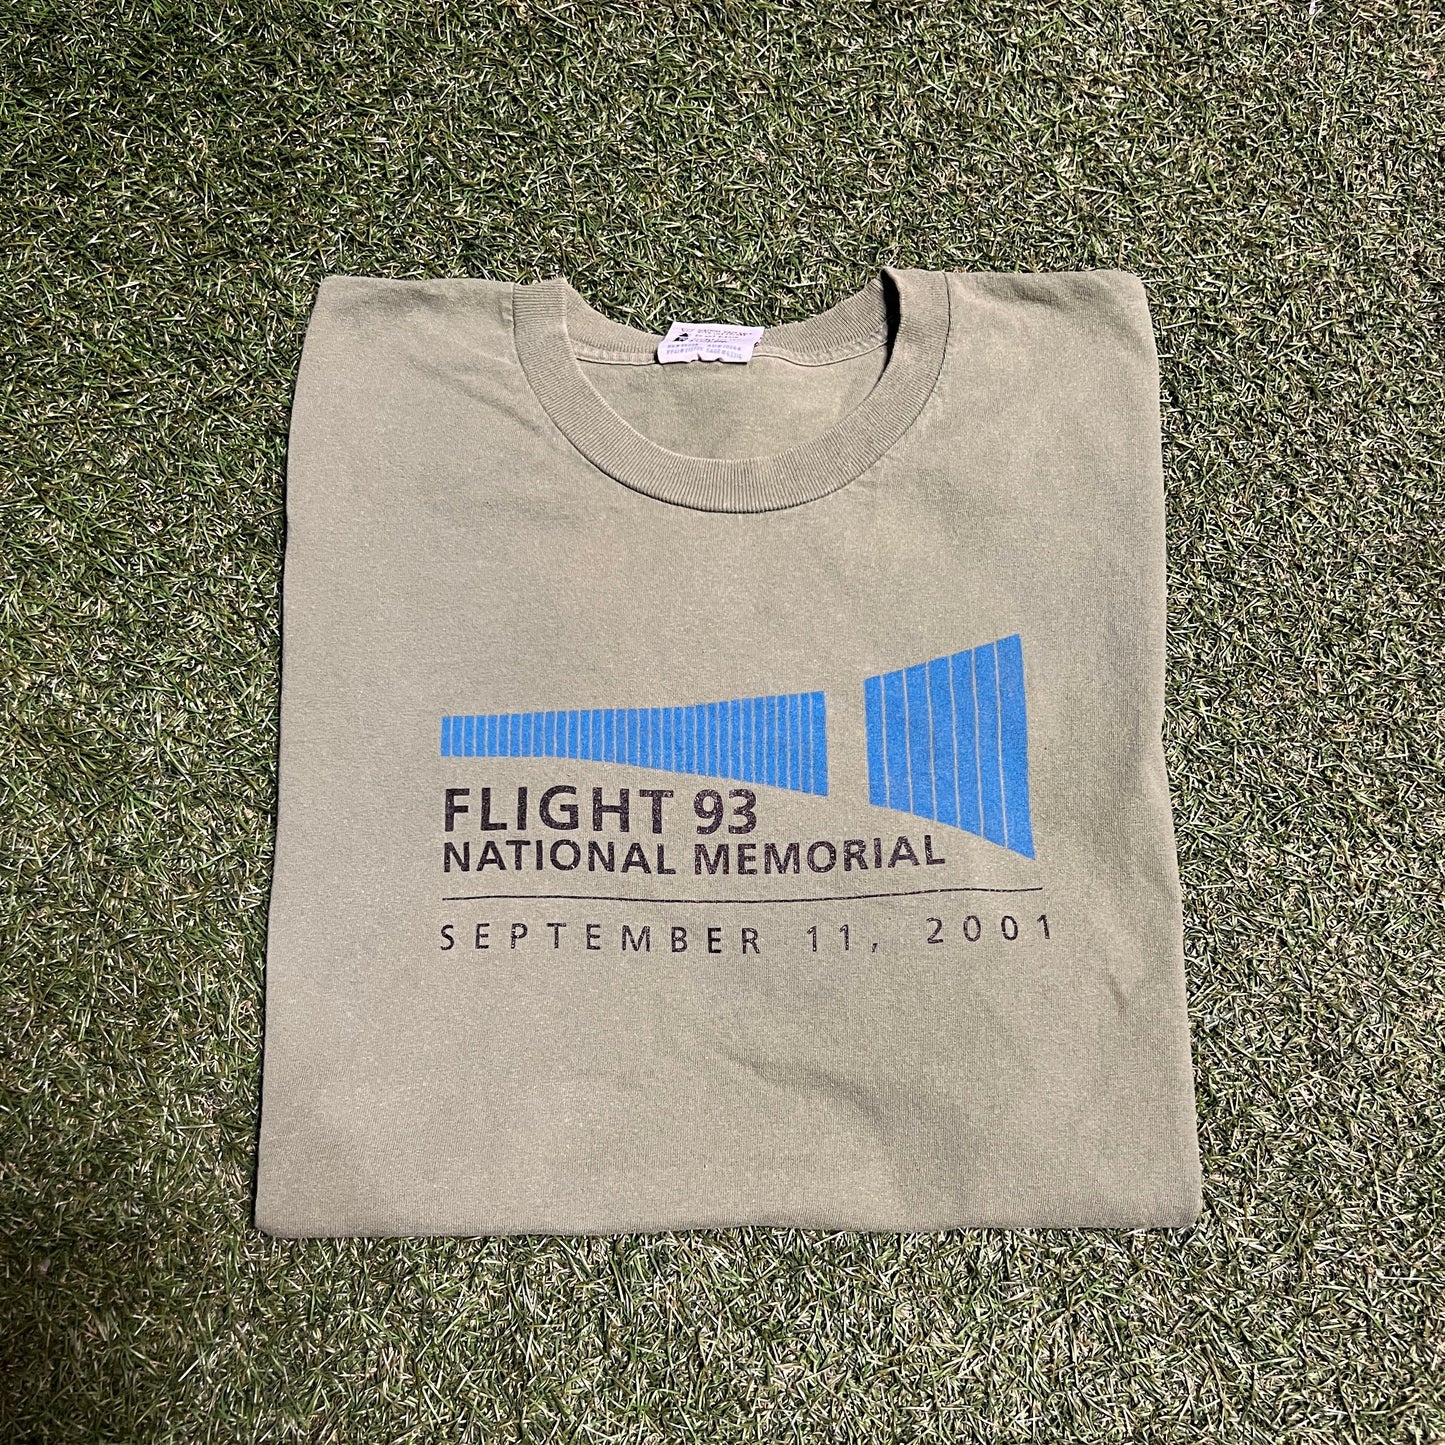 FLIGHT 93
NATIONAL MEMORIAL
SEPTEMBER 11, 2001